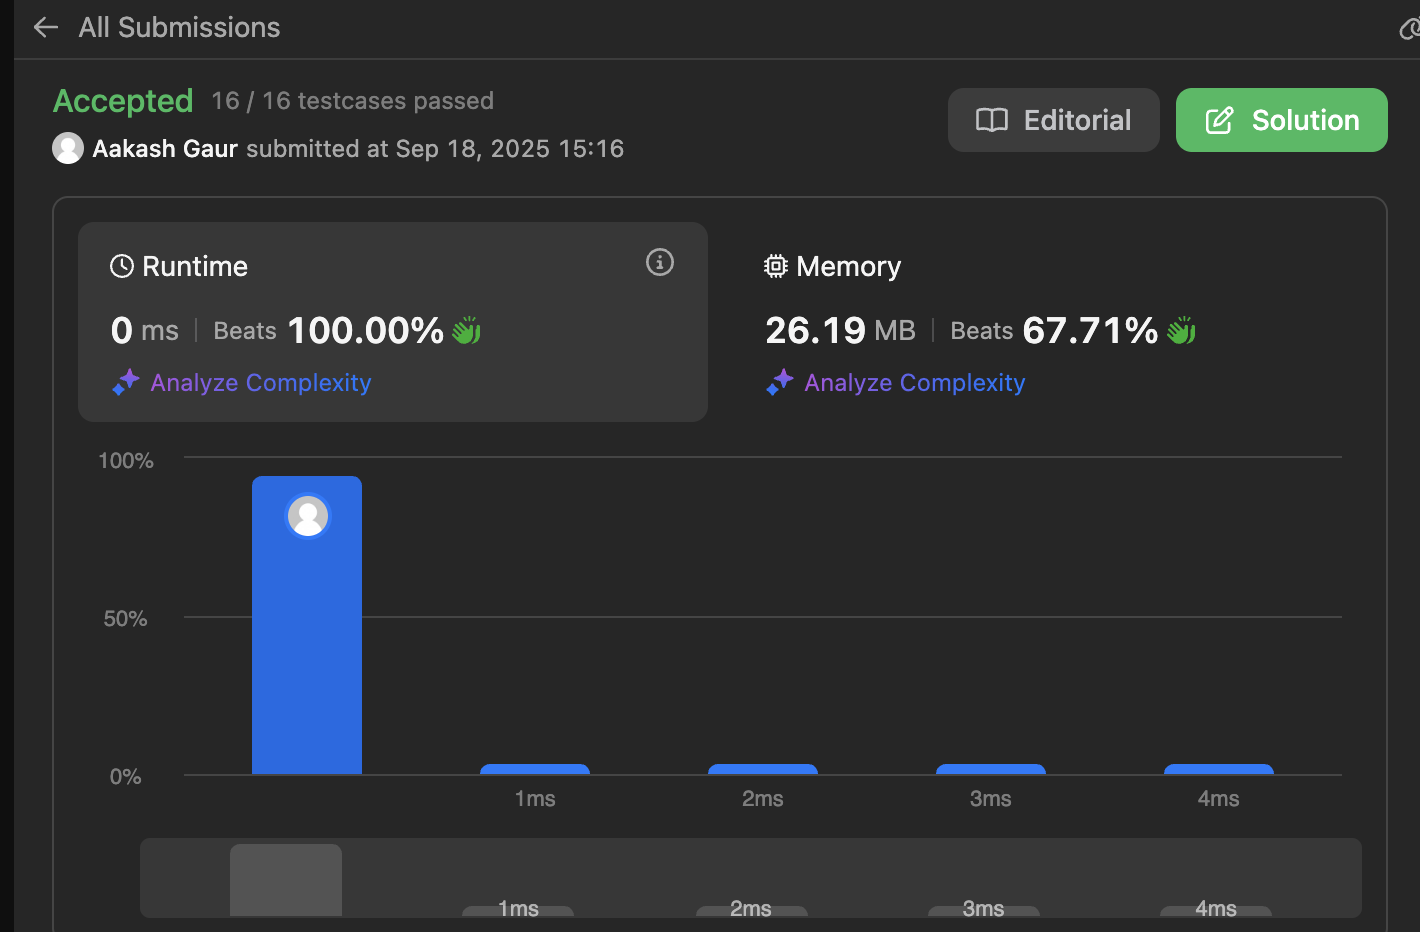 All Submissions
Accepted 16 / 16 testcases passed
Aakash Gaur submitted at Sep 18, 2025 15:16
Editorial
Solution
Runtime
0 ms | Beats 100.00%
Analyze Complexity
Memory
26.19 MB | Beats 67.71%
Analyze Complexity
100%
50%
0%
1ms 2ms 3ms 4ms
1ms 2ms 3ms 4ms